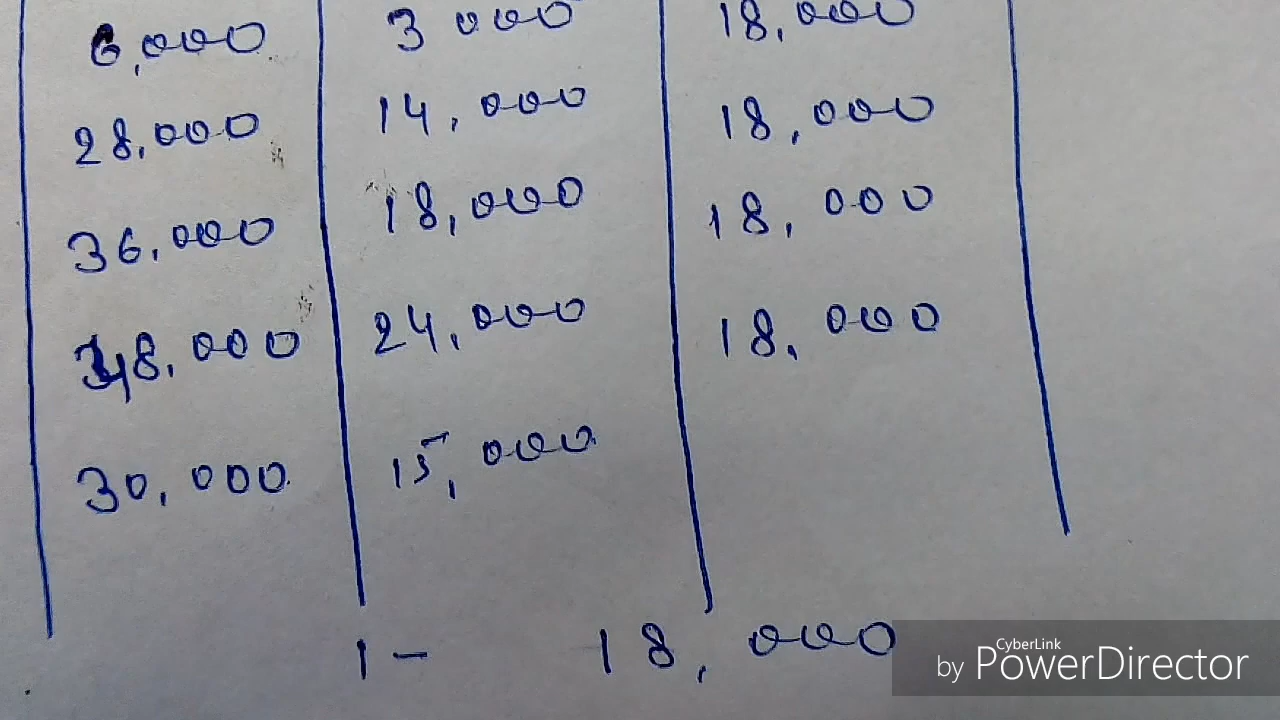 6,000 3 000 18,000
28,000 14,000 18,000
36,000 18,000 18,000
48,000 24,000 18,000
30,000 15,000
1- 18,000
CyberLink
by PowerDirector